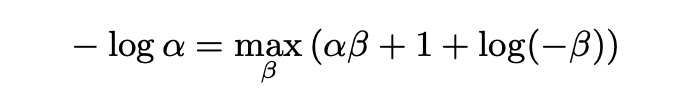 − log α = max_β (αβ + 1 + log(−β))